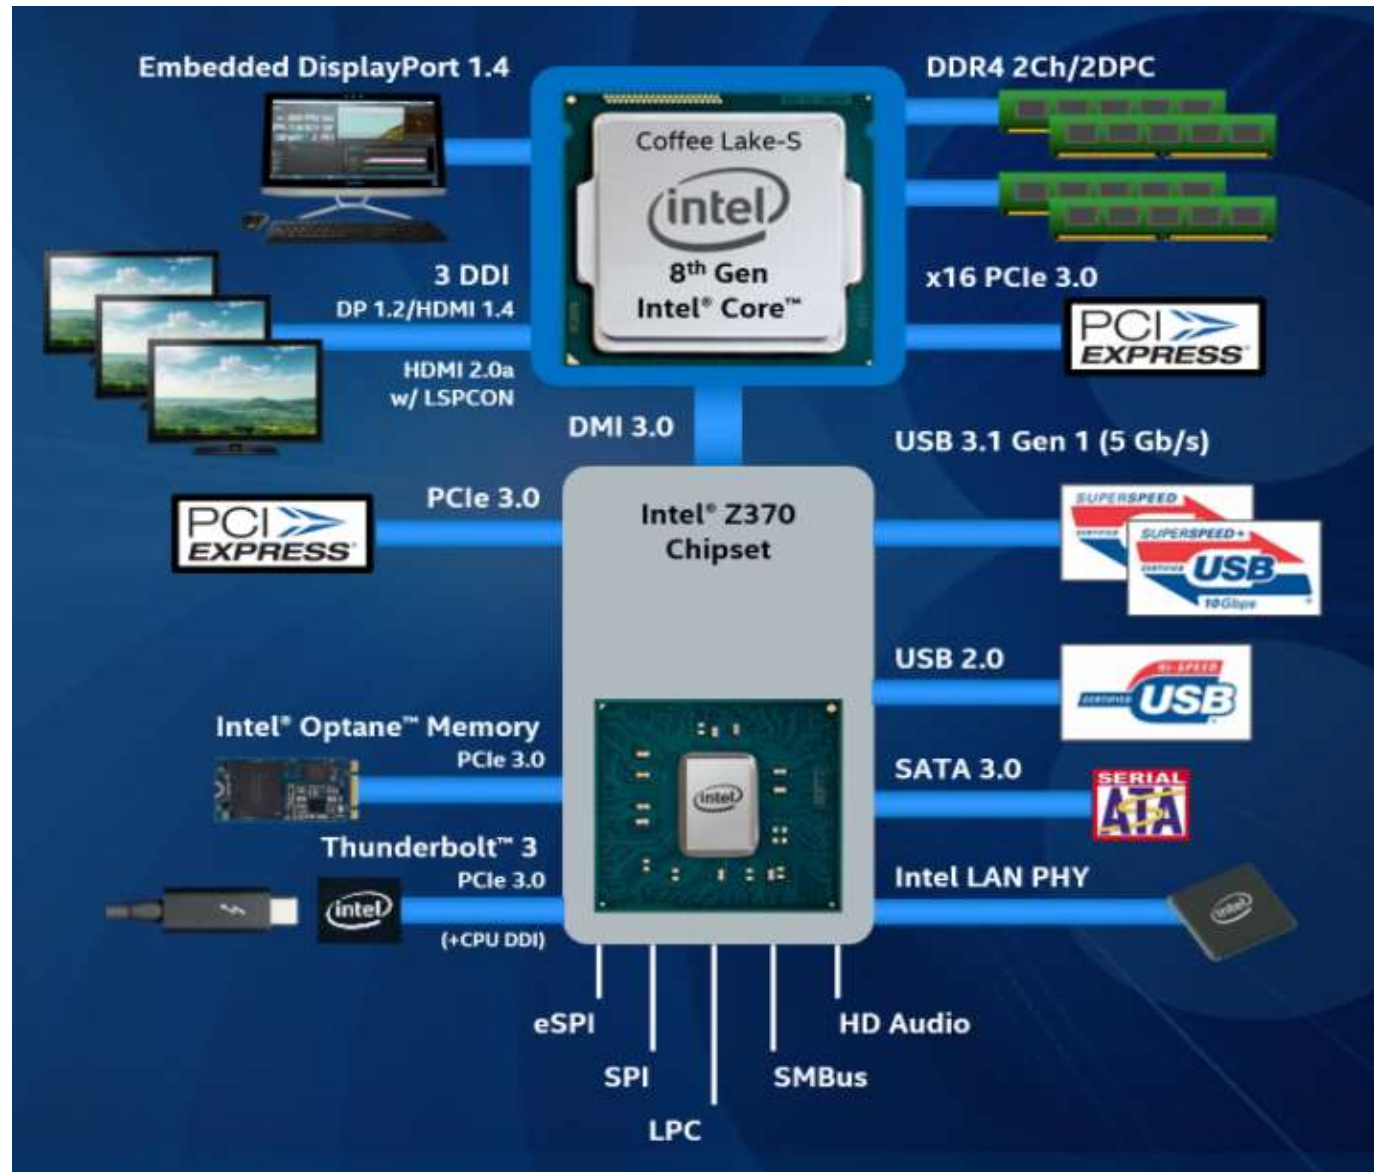 Embedded DisplayPort 1.4
DDR4 2Ch/2DPC
Coffee Lake-S
intel
8th Gen
Intel® Core™
3 DDI
DP 1.2/HDMI 1.4
HDMI 2.0a
w/ LSPCON
x16 PCIe 3.0
PCI
EXPRESS®
DMI 3.0
USB 3.1 Gen 1 (5 Gb/s)
PCIe 3.0
PCI
EXPRESS®
Intel® Z370
Chipset
SUPERSPEED
CERTIFIED
SUPERSPEED+
CERTIFIED
USB
10Gbps
USB 2.0
HI-SPEED
CERTIFIED
USB
Intel® Optane™ Memory
PCIe 3.0
intel
SATA 3.0
SERIAL
ATA
Thunderbolt™ 3
PCIe 3.0
intel
(+CPU DDI)
Intel LAN PHY
intel
eSPI
HD Audio
SPI
SMBus
LPC